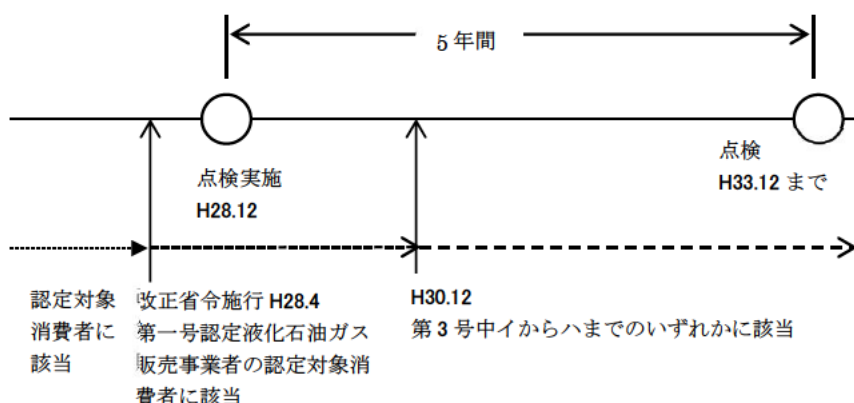 5 年間
点検実施
H28.12
点検
H33.12 まで
認定対象
消費者に
該当
改正省令施行 H28.4
第一号認定液化石油ガス
販売事業者の認定対象消
費者に該当
H30.12
第 3 号中イからハまでのいずれかに該当